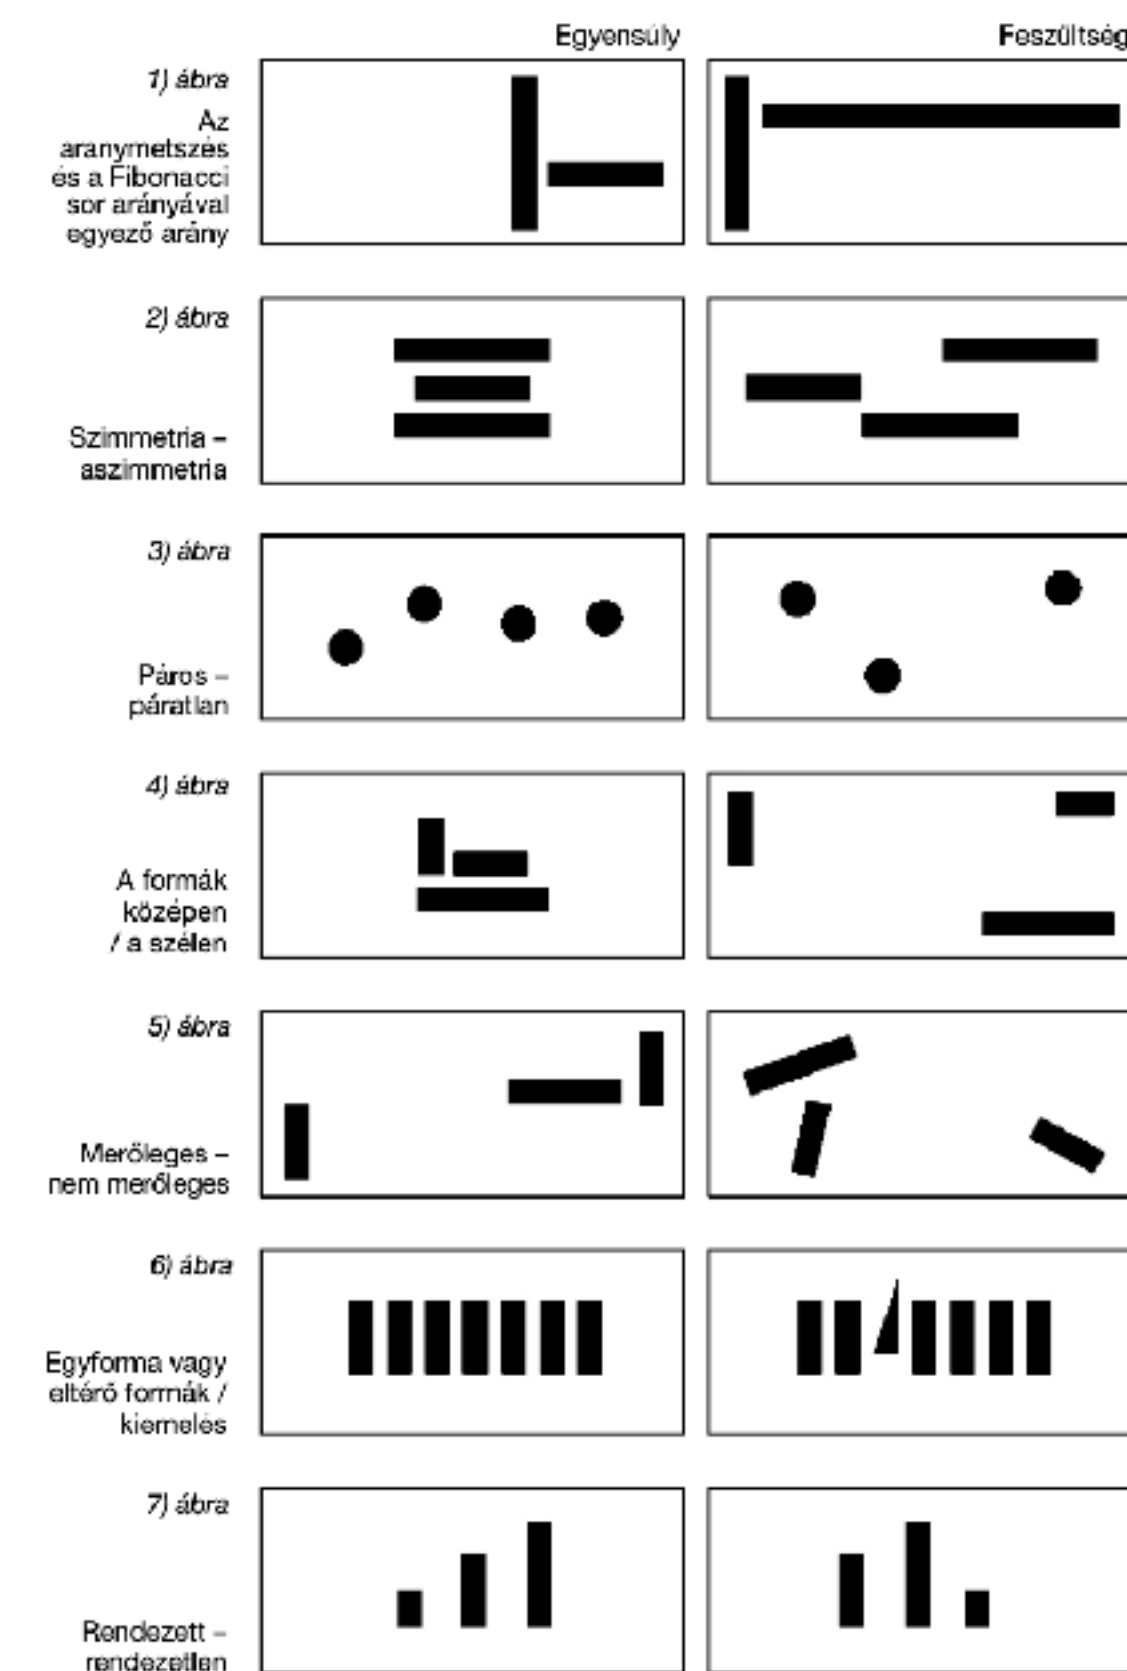 Egyensúly
Feszültség
1) ábra
Az
aranymetszés
és a Fibonacci
sor arányával
egyező arány
2) ábra
Szimmetria –
aszimmetria
3) ábra
Páros –
páratlan
4) ábra
A formák
középen
/ a szélen
5) ábra
Merőleges –
nem merőleges
6) ábra
Egyforma vagy
eltérő formák /
kiemelés
7) ábra
Rendezett –
rendezetlen